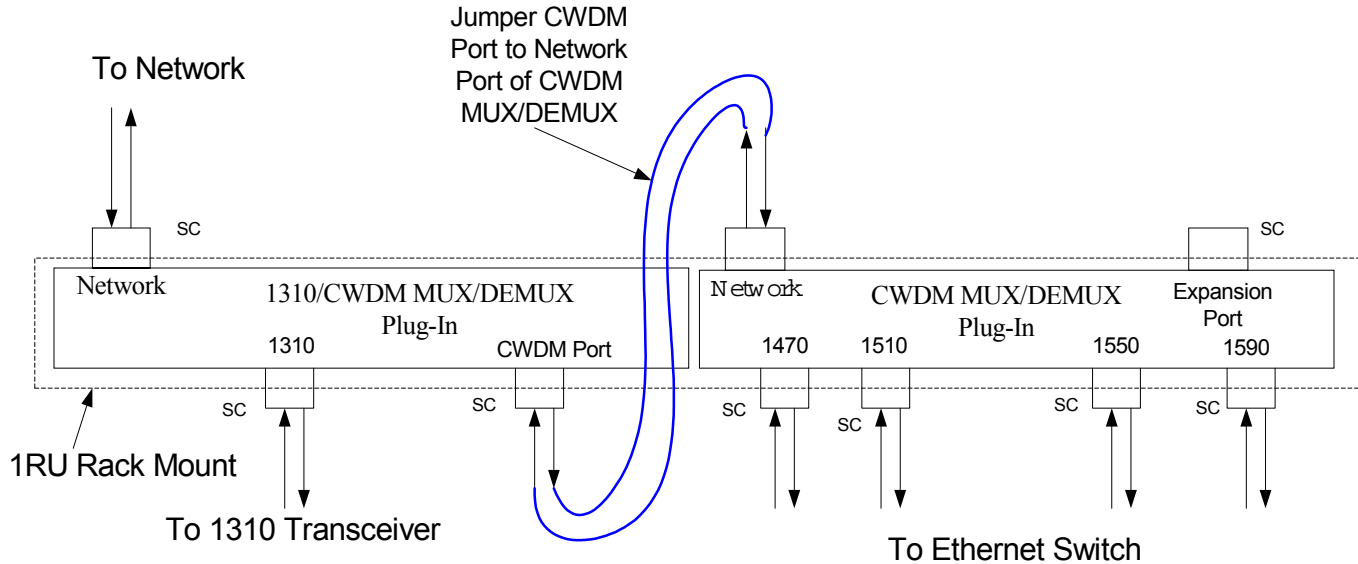 Jumper CWDM
Port to Network
Port of CWDM
MUX/DEMUX
To Network
SC
SC
Network
1310/CWDM MUX/DEMUX
Plug-In
1310
CWDM Port
Network
CWDM MUX/DEMUX
Plug-In
Expansion
Port
1470
1510
1550
1590
SC
SC
SC
SC
SC
SC
1RU Rack Mount
To 1310 Transceiver
To Ethernet Switch